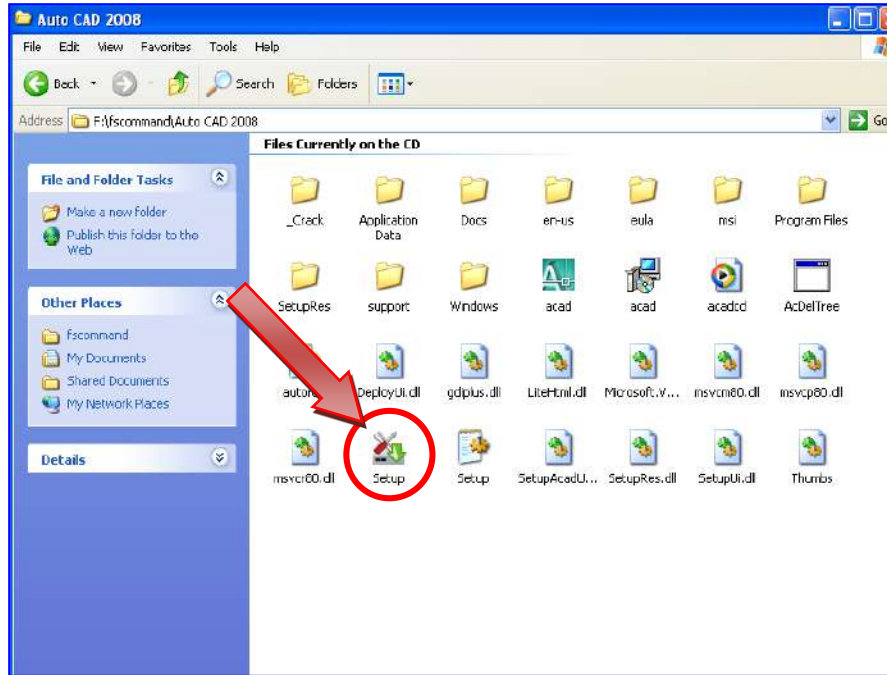 Auto CAD 2008
File Edit View Favorites Tools Help
Back Search Folders
Address F:\fscommand\Auto CAD 2008 Go
Files Currently on the CD
File and Folder Tasks
Make a new folder
Publish this folder to the
Web
Other Places
fscommand
My Documents
Shared Documents
My Network Places
Details
_Crack Application Docs en-us eula msi Program Files
Data
SetupRes support Windows acad acad acadcd AcDelTree
DeployUi.dll gdiplus.dll LiteHtml.dll Microsoft.V... msvcm80.dll msvcp80.dll
msvcr80.dll Setup Setup SetupAcadU... SetupRes.dll SetupUi.dll Thumbs